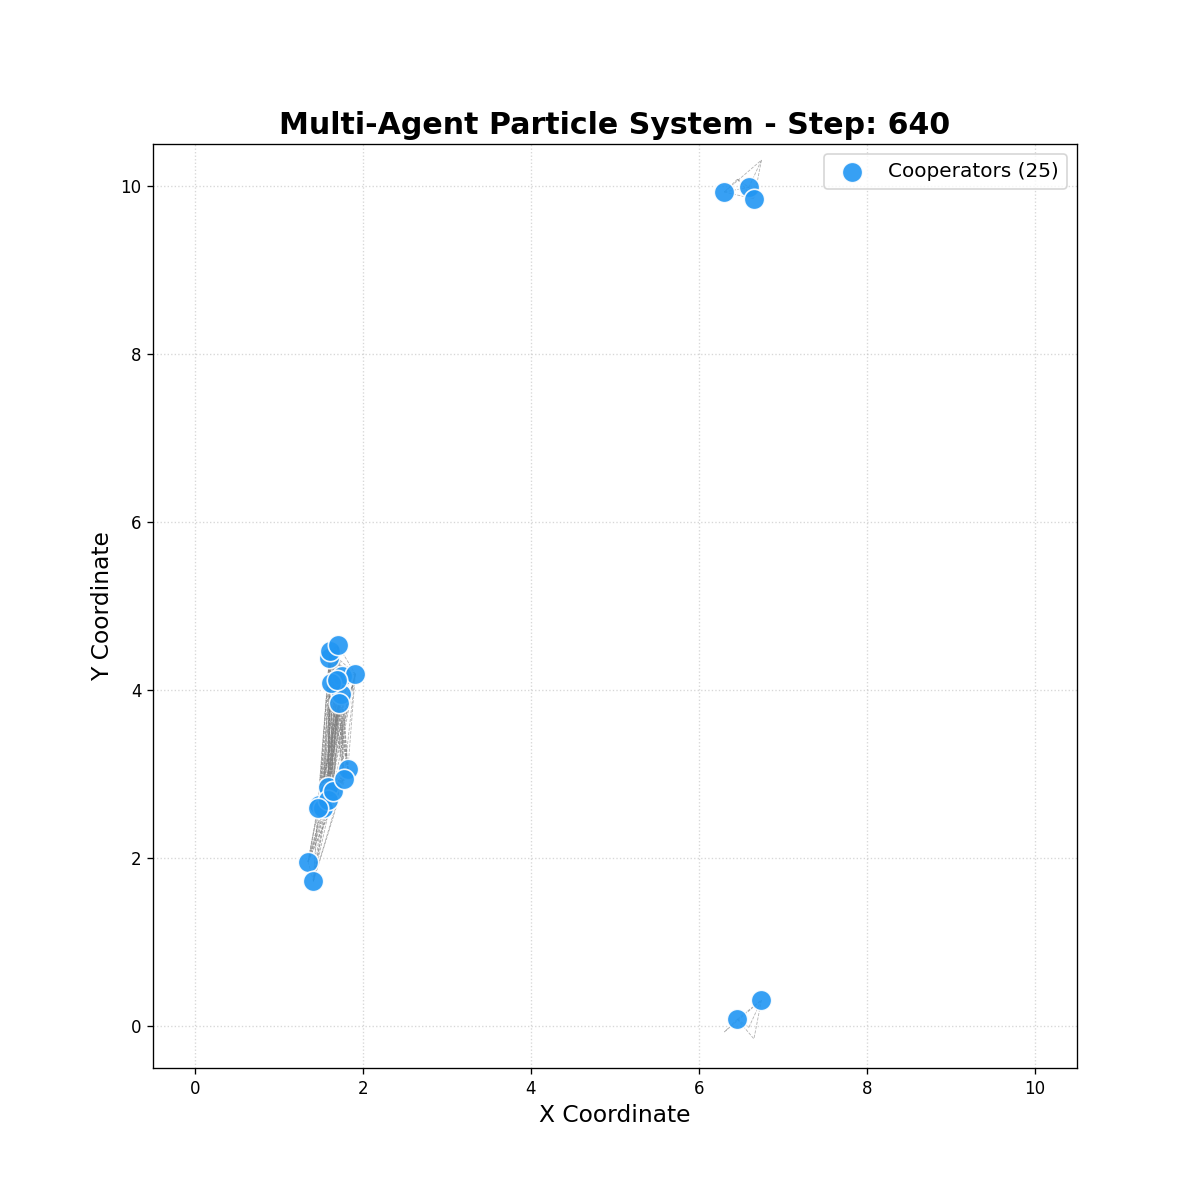 Multi-Agent Particle System - Step: 640
Cooperators (25)
10
8
6
4
2
0
Y Coordinate
0 2 4 6 8 10
X Coordinate